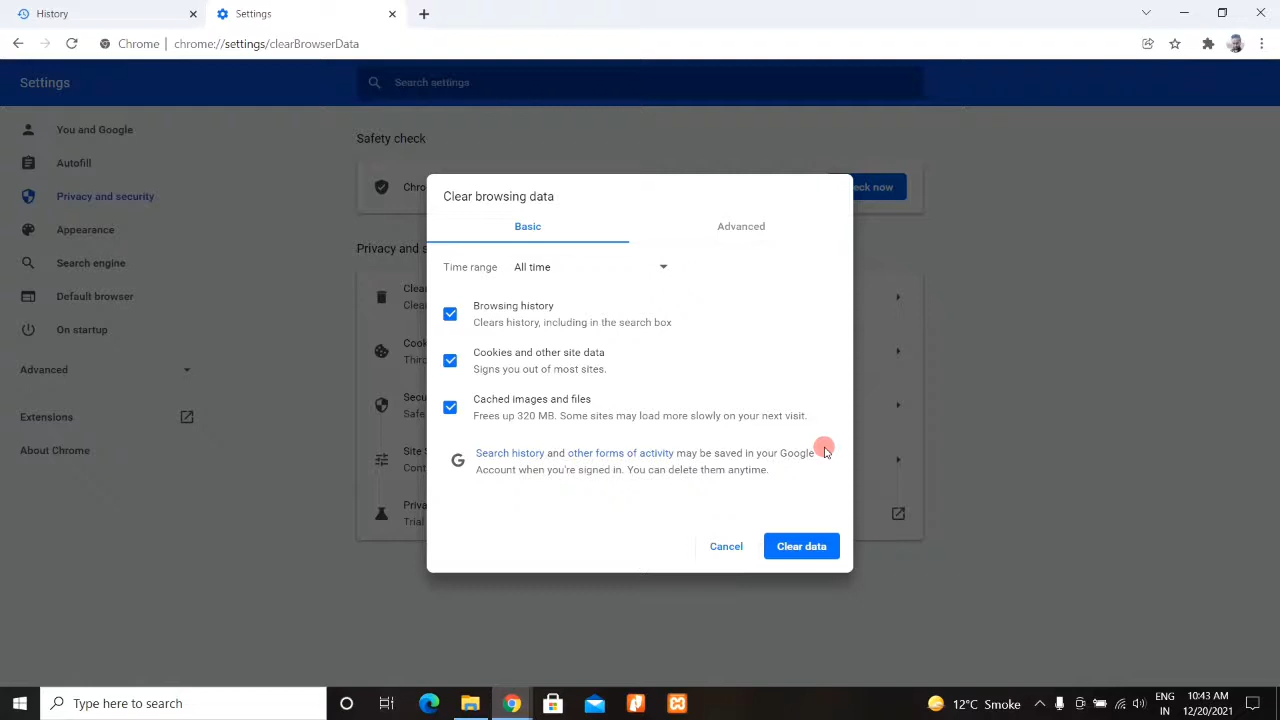 History
Settings
Chrome | chrome://settings/clearBrowserData
Settings
Search settings
You and Google
Autofill
Privacy and security
Appearance
Search engine
Default browser
On startup
Advanced
Extensions
About Chrome
Safety check
Chro
eck now
Privacy and s
Clear
Clear
Cook
Third
Secu
Safe
Site S
Cont
Priva
Trial
Clear browsing data
Basic
Advanced
Time range All time
Browsing history
Clears history, including in the search box
Cookies and other site data
Signs you out of most sites.
Cached images and files
Frees up 320 MB. Some sites may load more slowly on your next visit.
Search history and other forms of activity may be saved in your Google
Account when you're signed in. You can delete them anytime.
Cancel
Clear data
Type here to search
12°C Smoke
ENG
IN
10:43 AM
12/20/2021